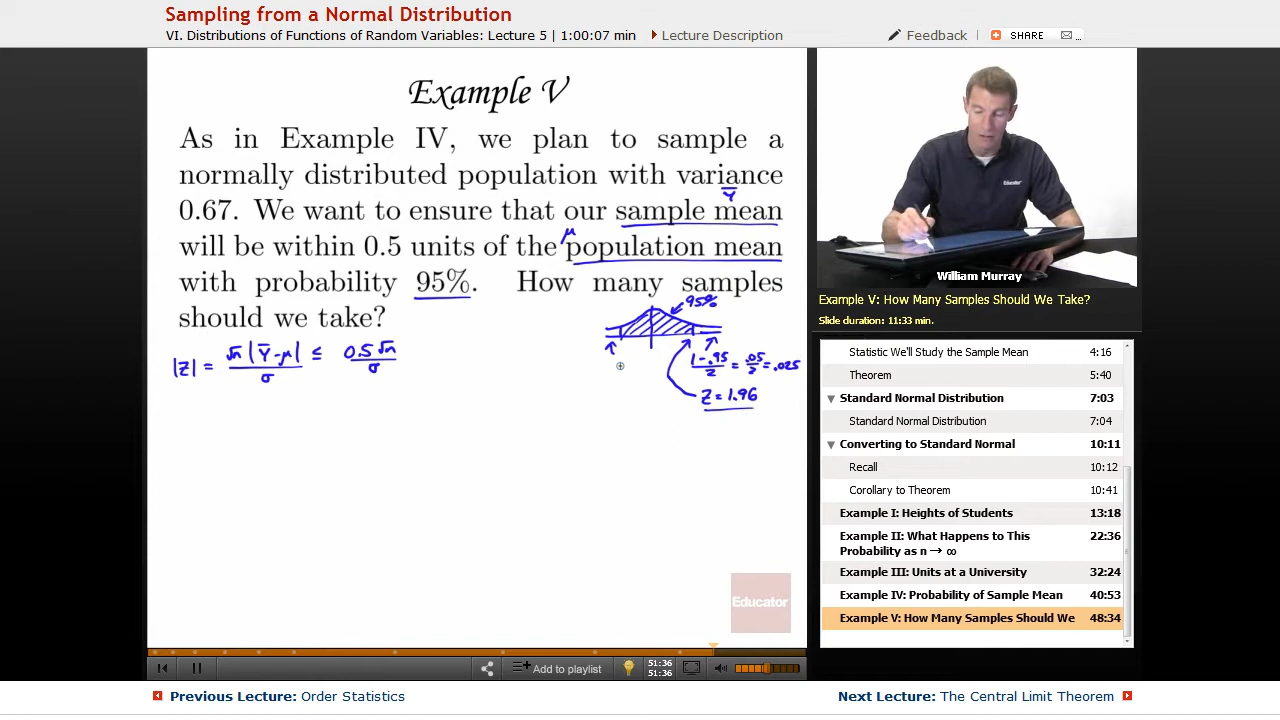 Sampling from a Normal Distribution
VI. Distributions of Functions of Random Variables: Lecture 5 | 1:00:07 min
Lecture Description
Feedback
SHARE
Example V
As in Example IV, we plan to sample a
normally distributed population with variance
Ȳ
0.67. We want to ensure that our sample mean
μ
will be within 0.5 units of the population mean
with probability 95%. How many samples
should we take?
95%
|Z| = √n |Ȳ-μ| / σ ≤ 0.5 √n / σ
1-.95 / 2 = .05 / 2 = .025
Z = 1.96
Educator
Educator
William Murray
Example V: How Many Samples Should We Take?
Slide duration: 11:33 min.
Statistic We'll Study the Sample Mean 4:16
Theorem 5:40
Standard Normal Distribution 7:03
Standard Normal Distribution 7:04
Converting to Standard Normal 10:11
Recall 10:12
Corollary to Theorem 10:41
Example I: Heights of Students 13:18
Example II: What Happens to This 22:36
Probability as n → ∞
Example III: Units at a University 32:24
Example IV: Probability of Sample Mean 40:53
Example V: How Many Samples Should We 48:34
Add to playlist
51:36
51:36
Previous Lecture: Order Statistics
Next Lecture: The Central Limit Theorem